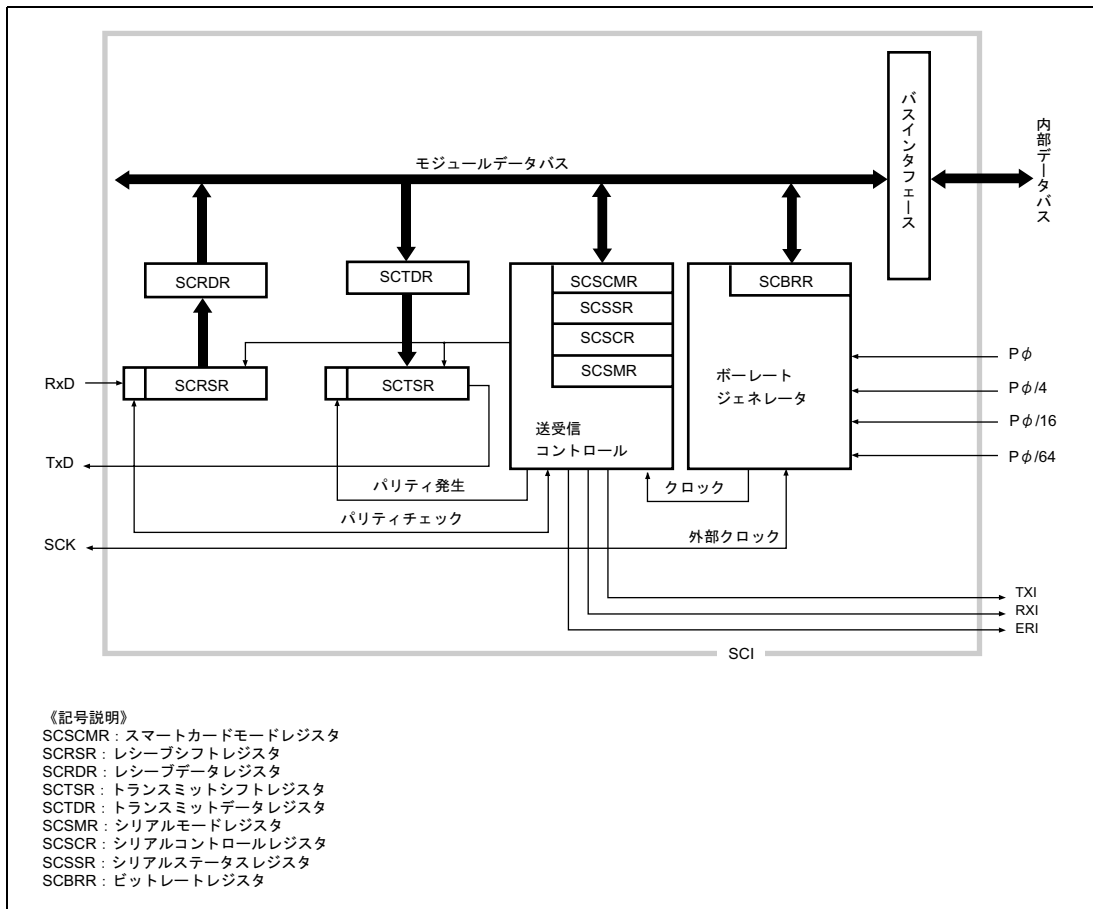 バスインタフェース
内部データバス
モジュールデータバス
SCRDR
SCTDR
SCSCMR
SCSSR
SCSCR
SCSMR
SCBRR
RxD
SCRSR
SCTSR
送受信
コントロール
ボーレート
ジェネレータ
Pφ
Pφ/4
Pφ/16
Pφ/64
TxD
パリティ発生
クロック
パリティチェック
SCK
外部クロック
TXI
RXI
ERI
SCI
《記号説明》
SCSCMR : スマートカードモードレジスタ
SCRSR : レシーブシフトレジスタ
SCRDR : レシーブデータレジスタ
SCTSR : トランスミットシフトレジスタ
SCTDR : トランスミットデータレジスタ
SCSMR : シリアルモードレジスタ
SCSCR : シリアルコントロールレジスタ
SCSSR : シリアルステータスレジスタ
SCBRR : ビットレートレジスタ